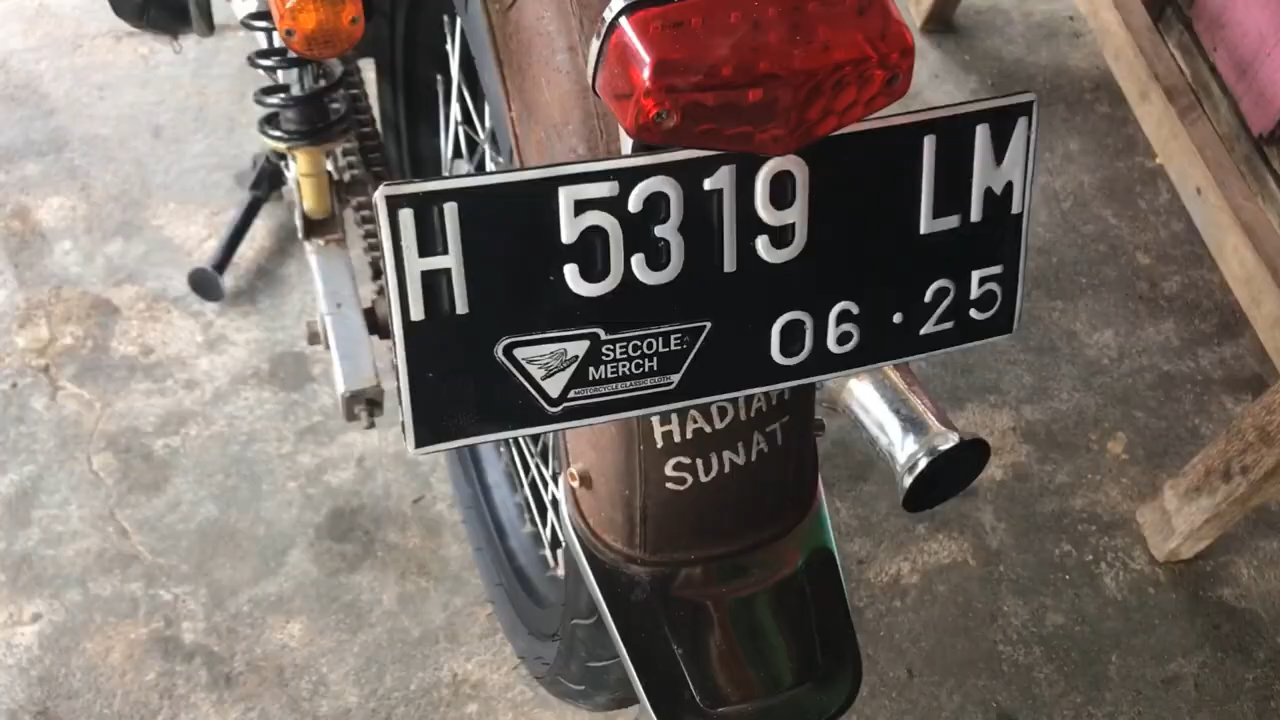 H 5319 LM
06 · 25
SECOLE.
MERCH
MOTORCYCLE CLASSIC CLOTH.
HADIAH
SUNAT